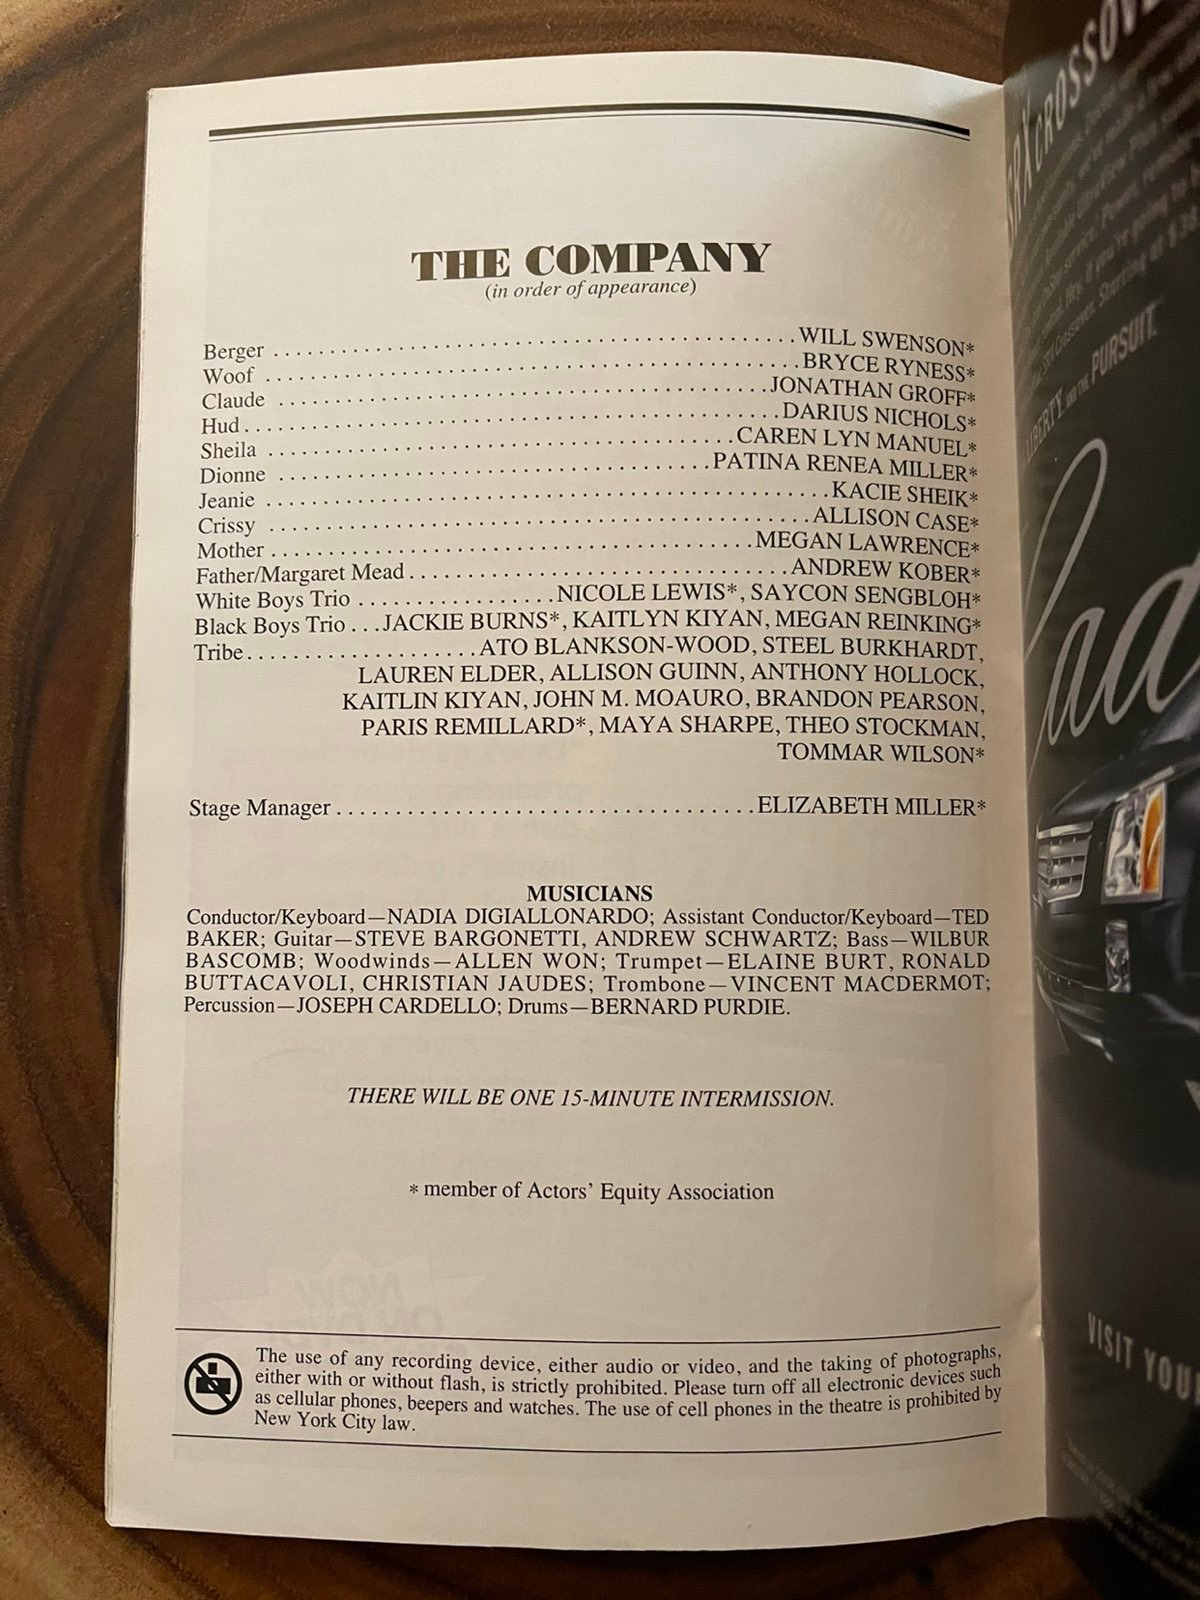 THE COMPANY
(in order of appearance)
Berger . . . . . . . . . . . . . . . . . . . . . . . . . . . . . . . . . . . . . . . . . . . . . . WILL SWENSON*
Woof . . . . . . . . . . . . . . . . . . . . . . . . . . . . . . . . . . . . . . . . . . . . . . . BRYCE RYNESS*
Claude . . . . . . . . . . . . . . . . . . . . . . . . . . . . . . . . . . . . . . . . . . . JONATHAN GROFF*
Hud . . . . . . . . . . . . . . . . . . . . . . . . . . . . . . . . . . . . . . . . . . . . . . . DARIUS NICHOLS*
Sheila . . . . . . . . . . . . . . . . . . . . . . . . . . . . . . . . . . . . . . . . . CAREN LYN MANUEL*
Dionne . . . . . . . . . . . . . . . . . . . . . . . . . . . . . . . . . . . . . . PATINA RENEA MILLER*
Jeanie . . . . . . . . . . . . . . . . . . . . . . . . . . . . . . . . . . . . . . . . . . . . . . . . . KACIE SHEIK*
Crissy . . . . . . . . . . . . . . . . . . . . . . . . . . . . . . . . . . . . . . . . . . . . . . . . ALLISON CASE*
Mother . . . . . . . . . . . . . . . . . . . . . . . . . . . . . . . . . . . . . . . . . . MEGAN LAWRENCE*
Father/Margaret Mead . . . . . . . . . . . . . . . . . . . . . . . . . . . . . . . . . ANDREW KOBER*
White Boys Trio . . . . . . . . . . . . . . . . . NICOLE LEWIS*, SAYCON SENGBLOH*
Black Boys Trio . . . JACKIE BURNS*, KAITLYN KIYAN, MEGAN REINKING*
Tribe . . . . . . . . . . . . . . . . . . . . ATO BLANKSON-WOOD, STEEL BURKHARDT,
LAUREN ELDER, ALLISON GUINN, ANTHONY HOLLOCK,
KAITLIN KIYAN, JOHN M. MOAURO, BRANDON PEARSON,
PARIS REMILLARD*, MAYA SHARPE, THEO STOCKMAN,
TOMMAR WILSON*
Stage Manager . . . . . . . . . . . . . . . . . . . . . . . . . . . . . . . . . . . . ELIZABETH MILLER*
MUSICIANS
Conductor/Keyboard—NADIA DIGIALLONARDO; Assistant Conductor/Keyboard—TED
BAKER; Guitar—STEVE BARGONETTI, ANDREW SCHWARTZ; Bass—WILBUR
BASCOMB; Woodwinds—ALLEN WON; Trumpet—ELAINE BURT, RONALD
BUTTACAVOLI, CHRISTIAN JAUDES; Trombone—VINCENT MACDERMOT;
Percussion—JOSEPH CARDELLO; Drums—BERNARD PURDIE.
THERE WILL BE ONE 15-MINUTE INTERMISSION.
* member of Actors' Equity Association
The use of any recording device, either audio or video, and the taking of photographs,
either with or without flash, is strictly prohibited. Please turn off all electronic devices such
as cellular phones, beepers and watches. The use of cell phones in the theatre is prohibited by
New York City law.
SRX CROSSOVE
LIBERTY AND THE PURSUIT.
VISIT YOUR